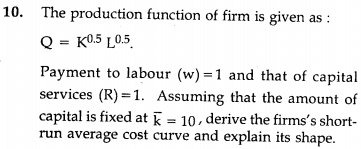 10. The production function of firm is given as :
Q = K^0.5 L^0.5.
Payment to labour (w) = 1 and that of capital
services (R) = 1. Assuming that the amount of
capital is fixed at k̄ = 10, derive the firms's short-
run average cost curve and explain its shape.